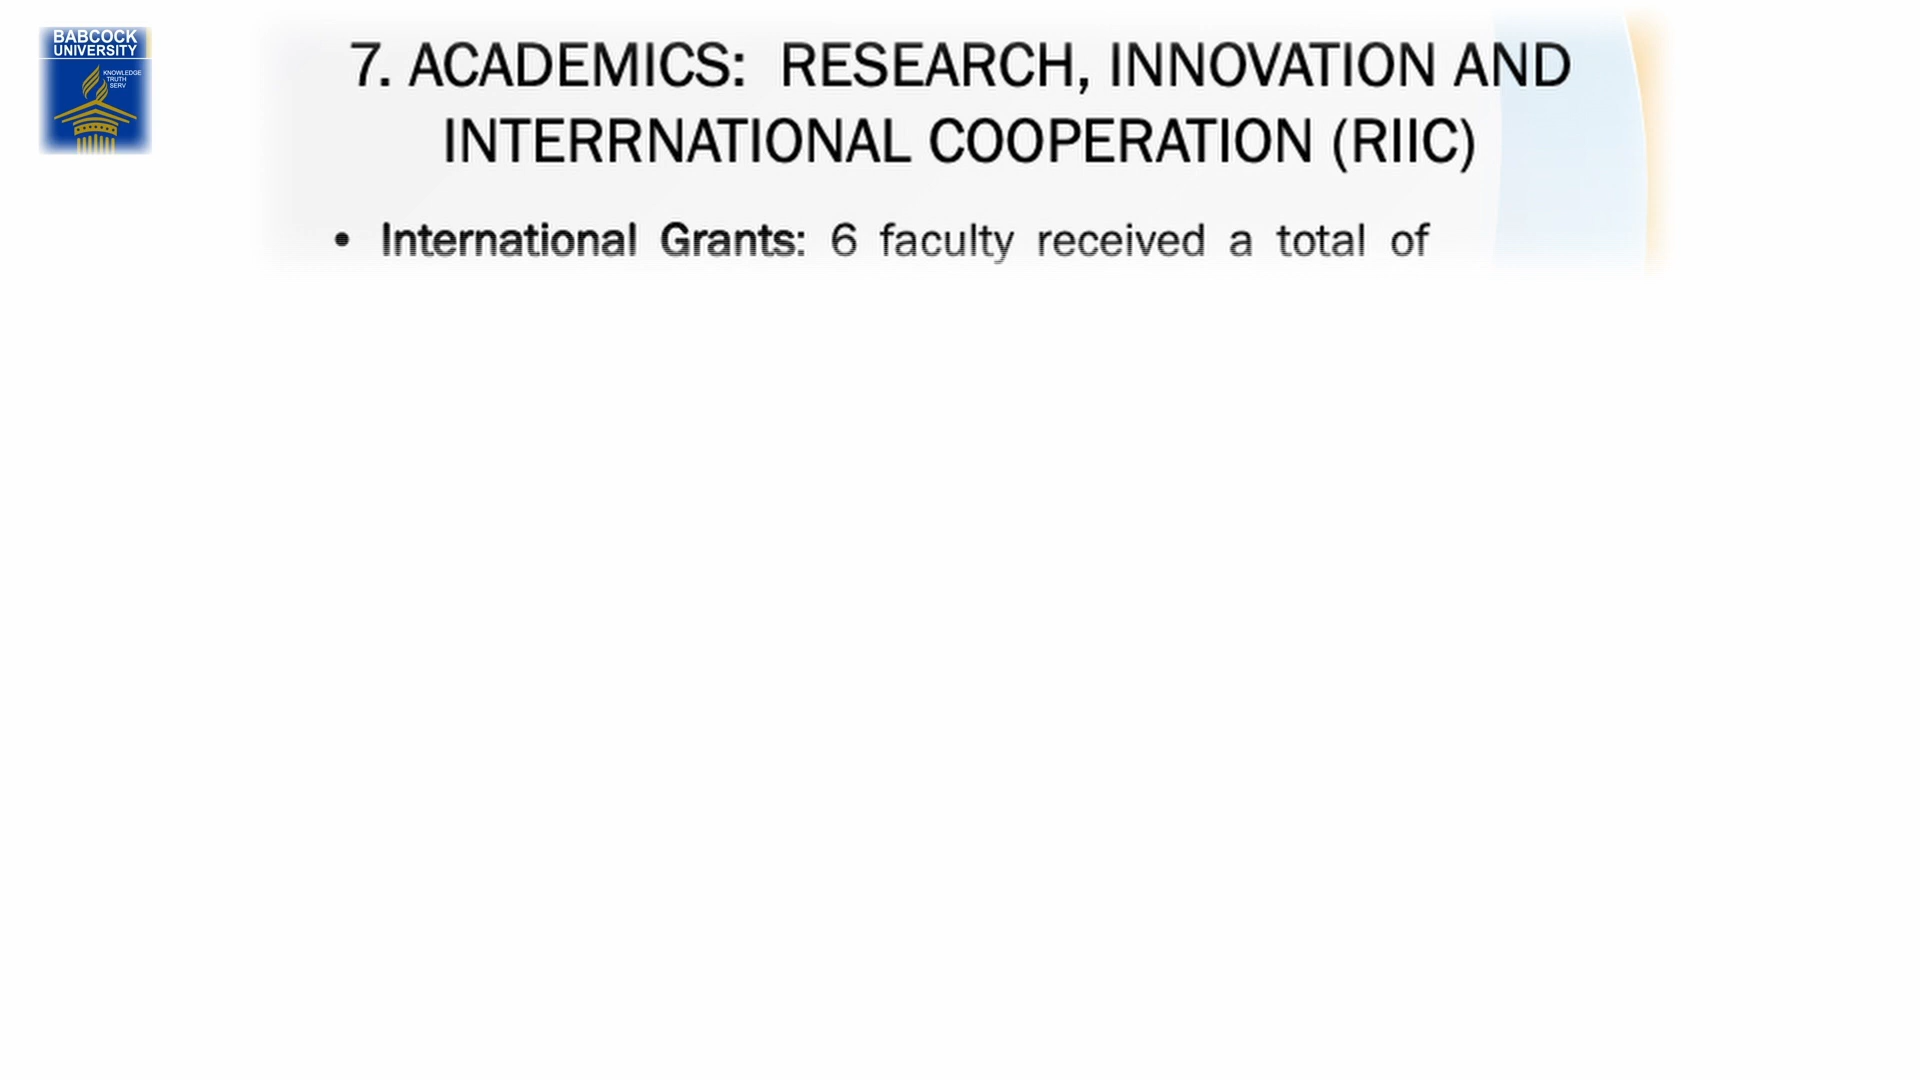 BABCOCK
UNIVERSITY
KNOWLEDGE
TRUTH
SERV
7. ACADEMICS: RESEARCH, INNOVATION AND
INTERRNATIONAL COOPERATION (RIIC)
• International Grants: 6 faculty received a total of